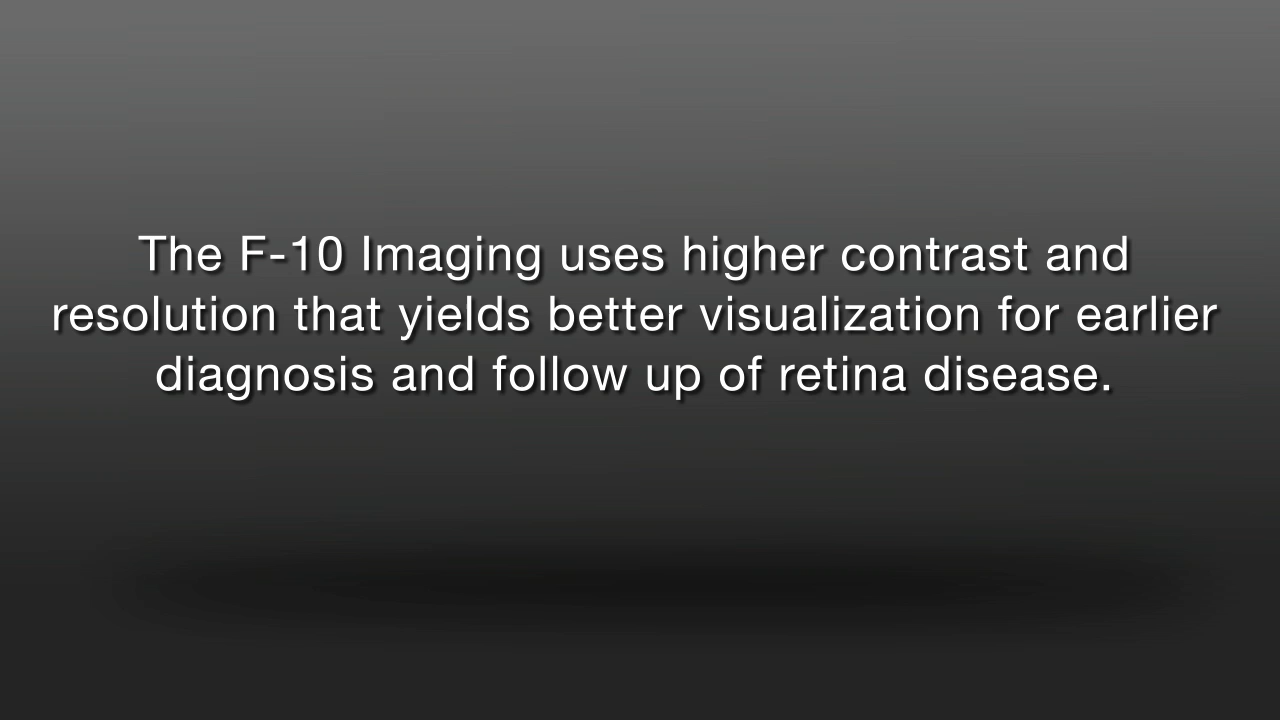 The F-10 Imaging uses higher contrast and
resolution that yields better visualization for earlier
diagnosis and follow up of retina disease.